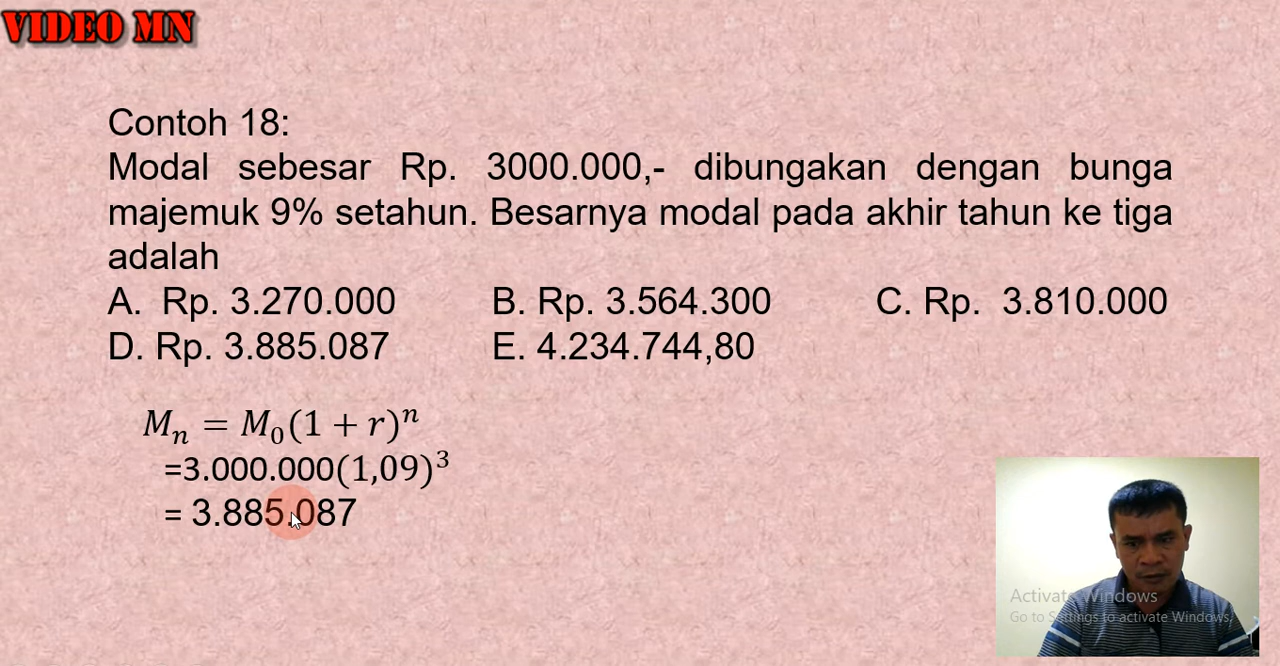 VIDEO MN
Contoh 18:
Modal sebesar Rp. 3000.000,- dibungakan dengan bunga
majemuk 9% setahun. Besarnya modal pada akhir tahun ke tiga
adalah
A. Rp. 3.270.000 B. Rp. 3.564.300 C. Rp. 3.810.000
D. Rp. 3.885.087 E. 4.234.744,80
Mₙ = M₀(1 + r)ⁿ
=3.000.000(1,09)³
= 3.885.087
Activate Windows
Go to Settings to activate Windows.